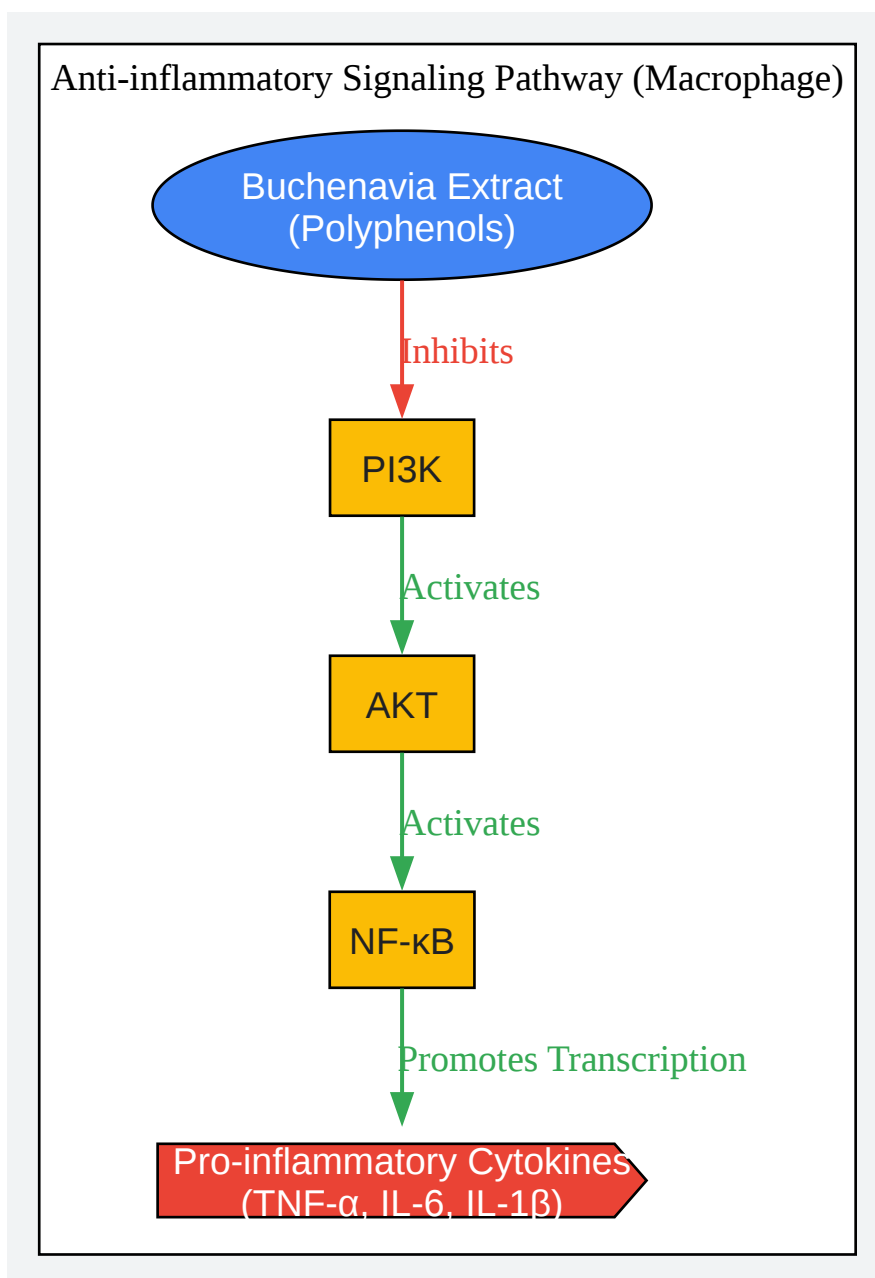 Anti-inflammatory Signaling Pathway (Macrophage)
Buchenavia Extract
(Polyphenols)
Inhibits
PI3K
Activates
AKT
Activates
NF-κB
Promotes Transcription
Pro-inflammatory Cytokines
(TNF-α, IL-6, IL-1β)